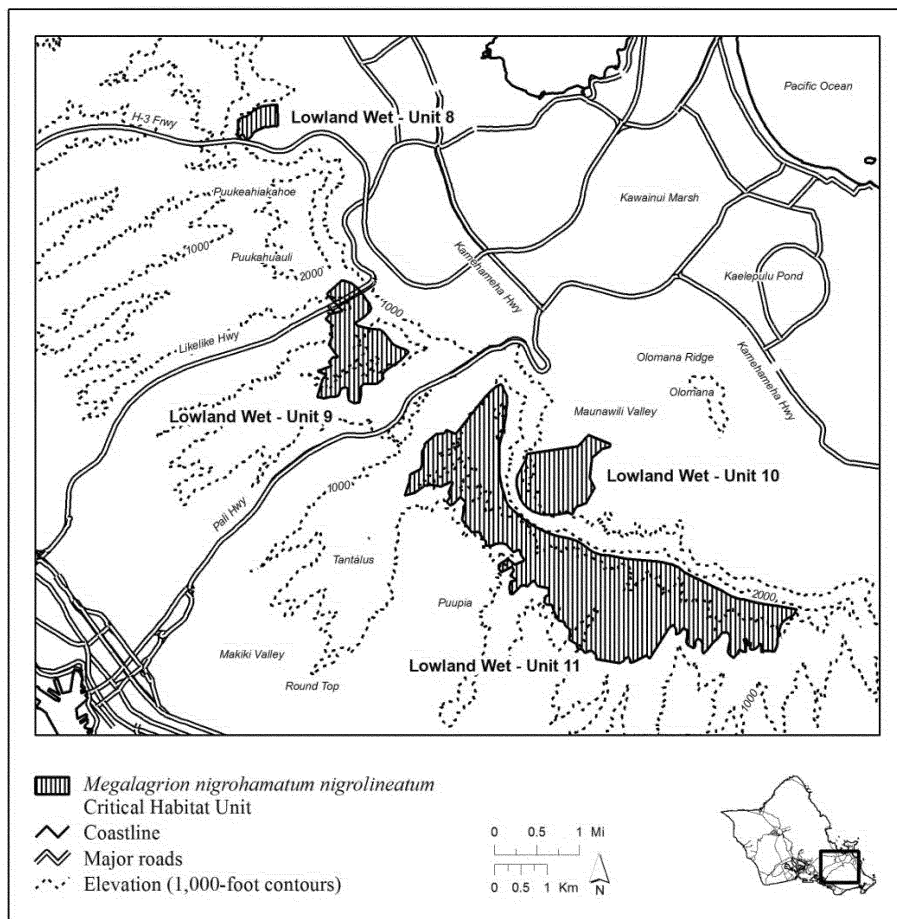 Pacific Ocean
H-3 Frwy
Lowland Wet - Unit 8
Puukeahiakahoe
Kawainui Marsh
1000
Puukahuauli
Kamehameha Hwy
Kaelepulu Pond
2000
1000
Likelike Hwy
Olomana Ridge
Kamehameha Hwy
Olomana
Lowland Wet - Unit 9
Maunawili Valley
Lowland Wet - Unit 10
1000
Pali Hwy
Tantalus
2000
Puupia
Makiki Valley
Lowland Wet - Unit 11
Round Top
1000
Megalagrion nigrohamatum nigrolineatum
Critical Habitat Unit
Coastline
Major roads
Elevation (1,000-foot contours)
0 0.5 1 Mi
0 0.5 1 Km
N